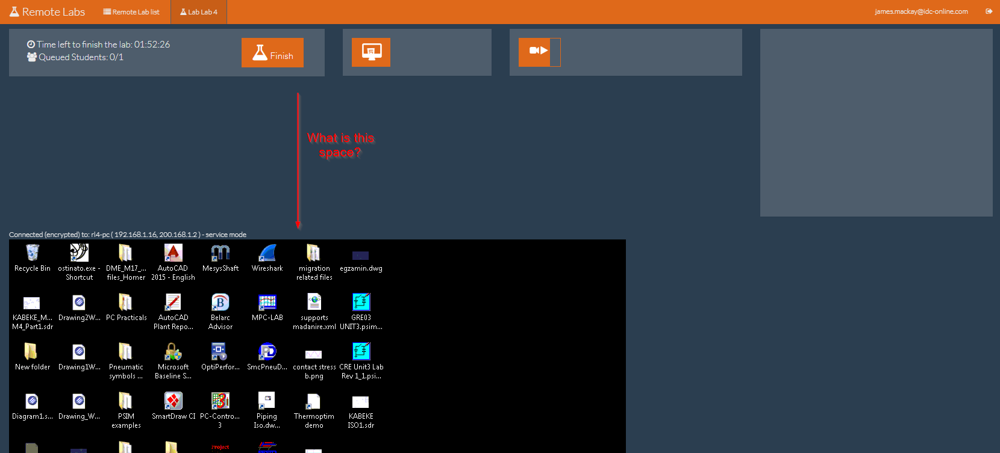 Remote Labs
Remote Lab list
Lab Lab 4
james.mackay@idc-online.com
Time left to finish the lab: 01:52:26
Queued Students: 0/1
Finish
What is this
space?
Connected (encrypted) to: rl4-pc ( 192.168.1.16, 200.168.1.2 ) - service mode
Recycle Bin
ostinato.exe -
Shortcut
DME_M17_...
files_Homer
AutoCAD
2015 - English
MesysShaft
Wireshark
migration
related files
egzamin.dwg
KABEKE_M...
M4_Part1.sdr
Drawing2W...
PC Practicals
AutoCAD
Plant Repo...
Belarc
Advisor
MPC-LAB
supports
madanire.xml
GRE03
UNIT3.psim...
New folder
Drawing1W...
Pneumatic
symbols ...
Microsoft
Baseline S...
OptiPerfor...
SmcPneuD...
contact stress
b.png
CRE Unit3 Lab
Rev 1_1.psi...
Diagram1.s...
Drawing_W...
PSIM
examples
SmartDraw CI
PC-Contro...
3
Piping
Iso.dw...
Thermoptim
demo
KABEKE
ISO1.sdr
Project